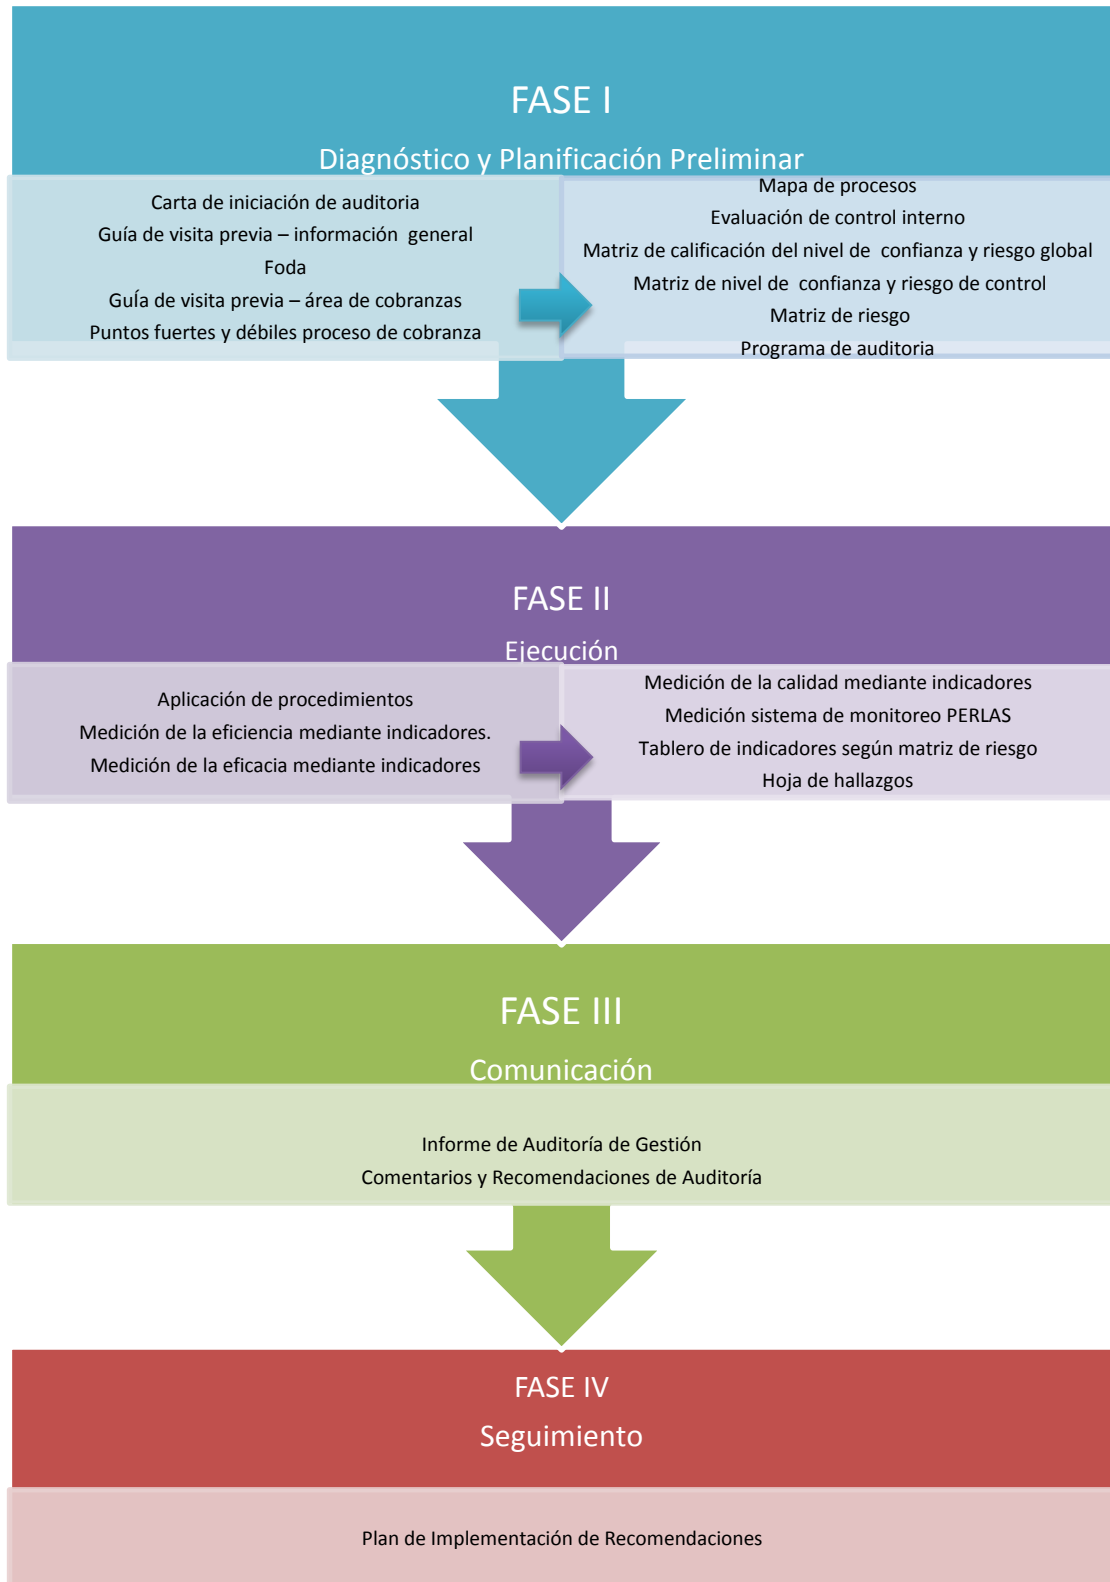 FASE I
Diagnóstico y Planificación Preliminar
Carta de iniciación de auditoria
Guía de visita previa – información general
Foda
Guía de visita previa – área de cobranzas
Puntos fuertes y débiles proceso de cobranza
Mapa de procesos
Evaluación de control interno
Matriz de calificación del nivel de confianza y riesgo global
Matriz de nivel de confianza y riesgo de control
Matriz de riesgo
Programa de auditoria
FASE II
Ejecución
Aplicación de procedimientos
Medición de la eficiencia mediante indicadores.
Medición de la eficacia mediante indicadores
Medición de la calidad mediante indicadores
Medición sistema de monitoreo PERLAS
Tablero de indicadores según matriz de riesgo
Hoja de hallazgos
FASE III
Comunicación
Informe de Auditoría de Gestión
Comentarios y Recomendaciones de Auditoría
FASE IV
Seguimiento
Plan de Implementación de Recomendaciones